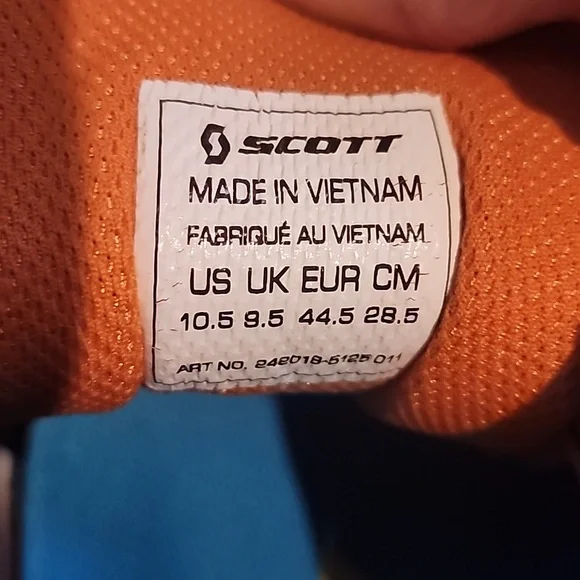 SCOTT
MADE IN VIETNAM
FABRIQUÉ AU VIETNAM
US UK EUR CM
10.5 9.5 44.5 28.5
ART NO. 242018-5125 011